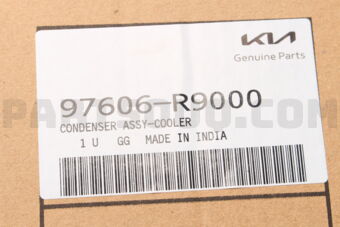 KIA
Genuine Parts
97606-R9000
CONDENSER ASSY-COOLER
1 U GG MADE IN INDIA